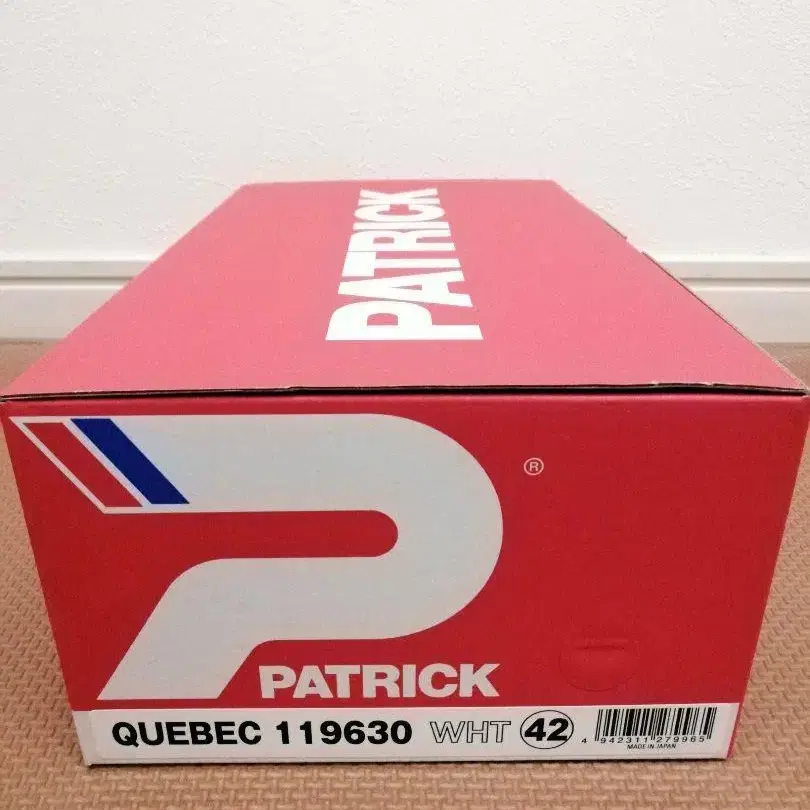 PATRICK
®
PATRICK
QUEBEC 119630 WHT 42
4 942311 279965
MADE IN JAPAN